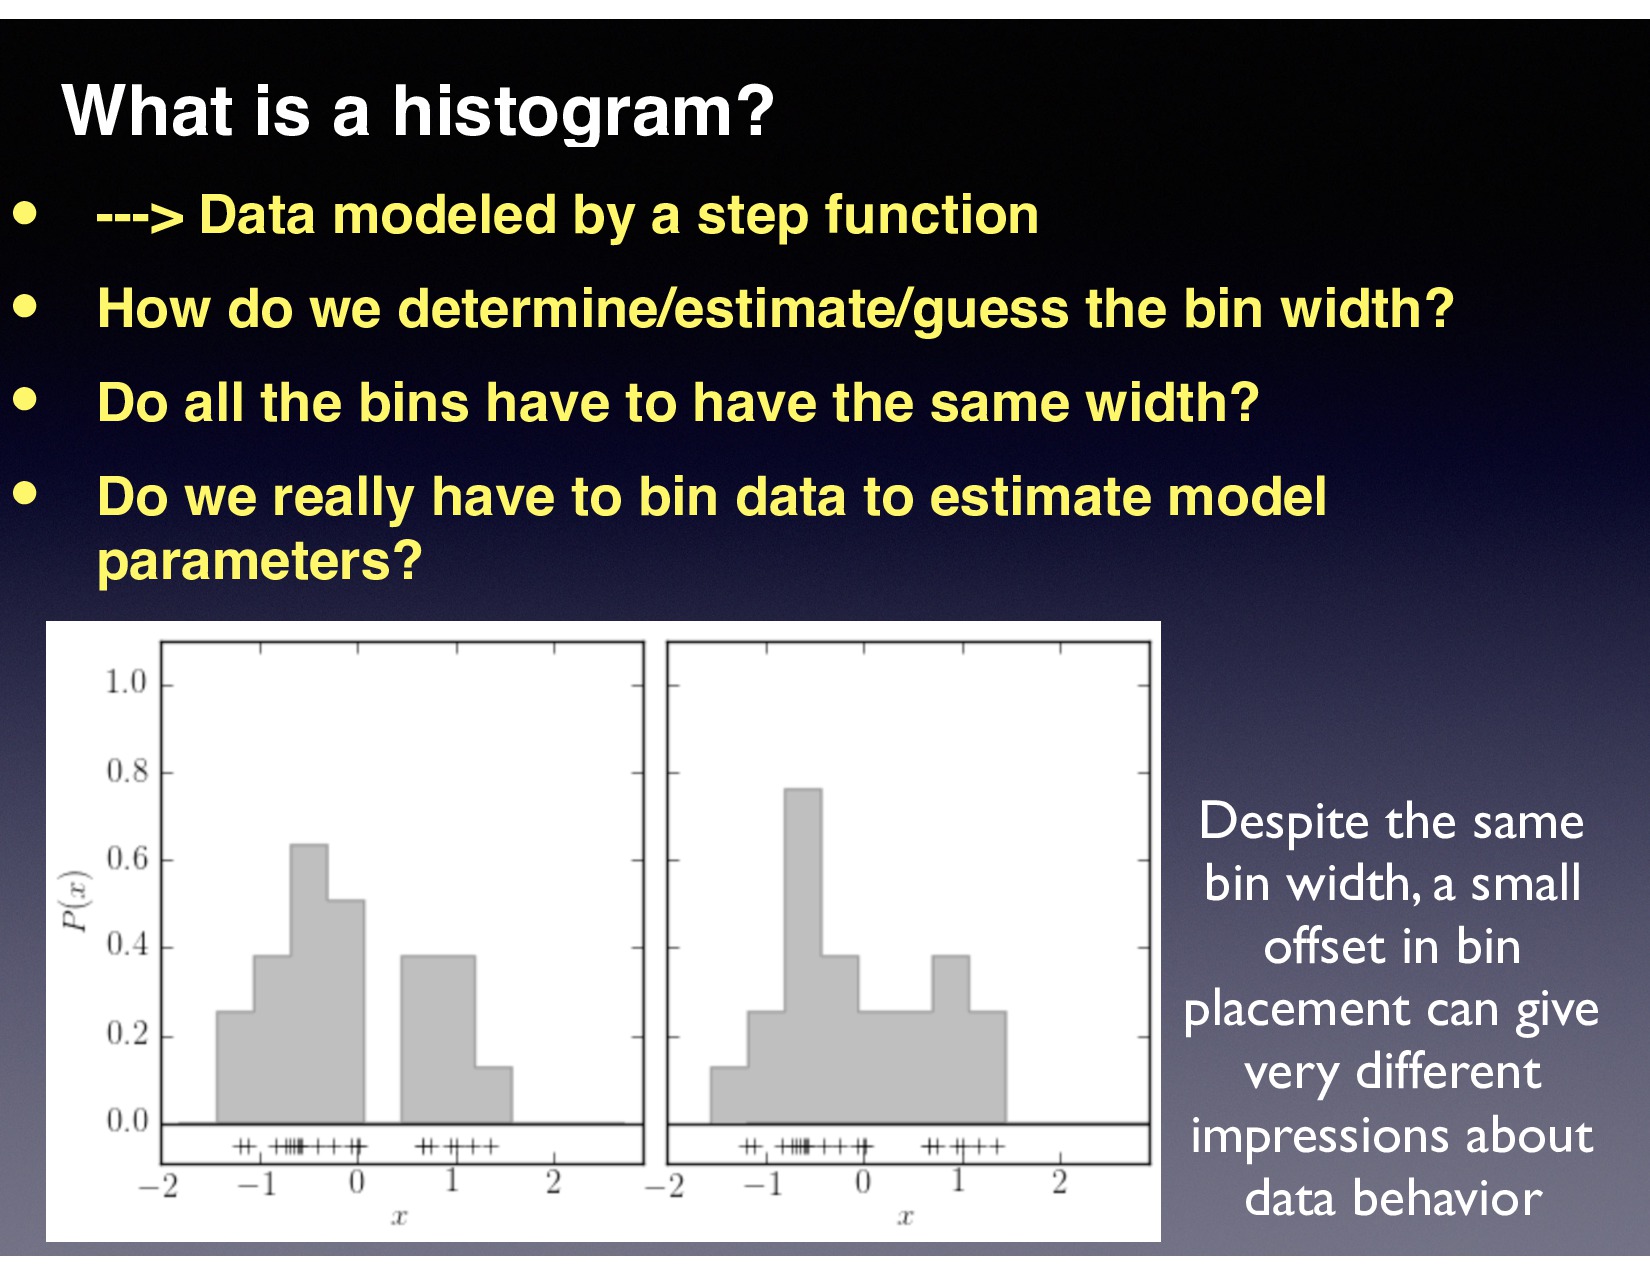 What is a histogram?
• ---> Data modeled by a step function
• How do we determine/estimate/guess the bin width?
• Do all the bins have to have the same width?
• Do we really have to bin data to estimate model
parameters?
1.0
0.8
0.6
0.4
0.2
0.0
P(x)
−2 −1 0 1 2
x
−2 −1 0 1 2
x
Despite the same
bin width, a small
offset in bin
placement can give
very different
impressions about
data behavior